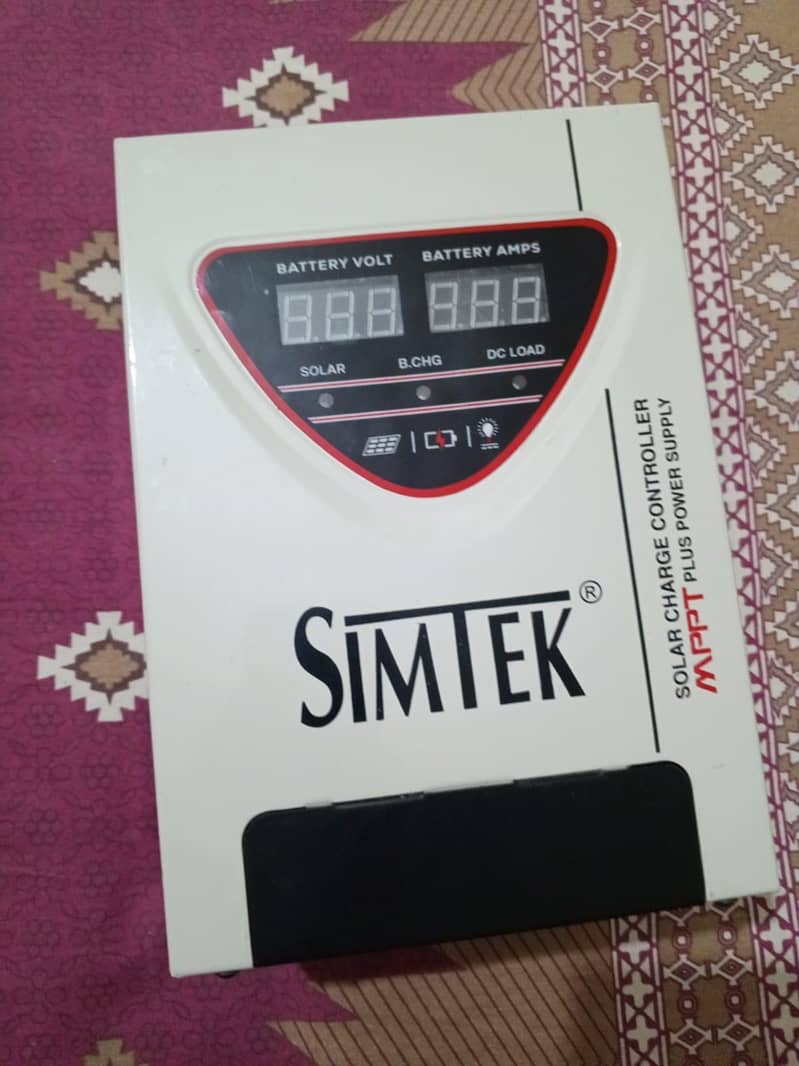 BATTERY VOLT
BATTERY AMPS
SOLAR
B.CHG
DC LOAD
SIMTEK®
SOLAR CHARGE CONTROLLER
MPPT PLUS POWER SUPPLY